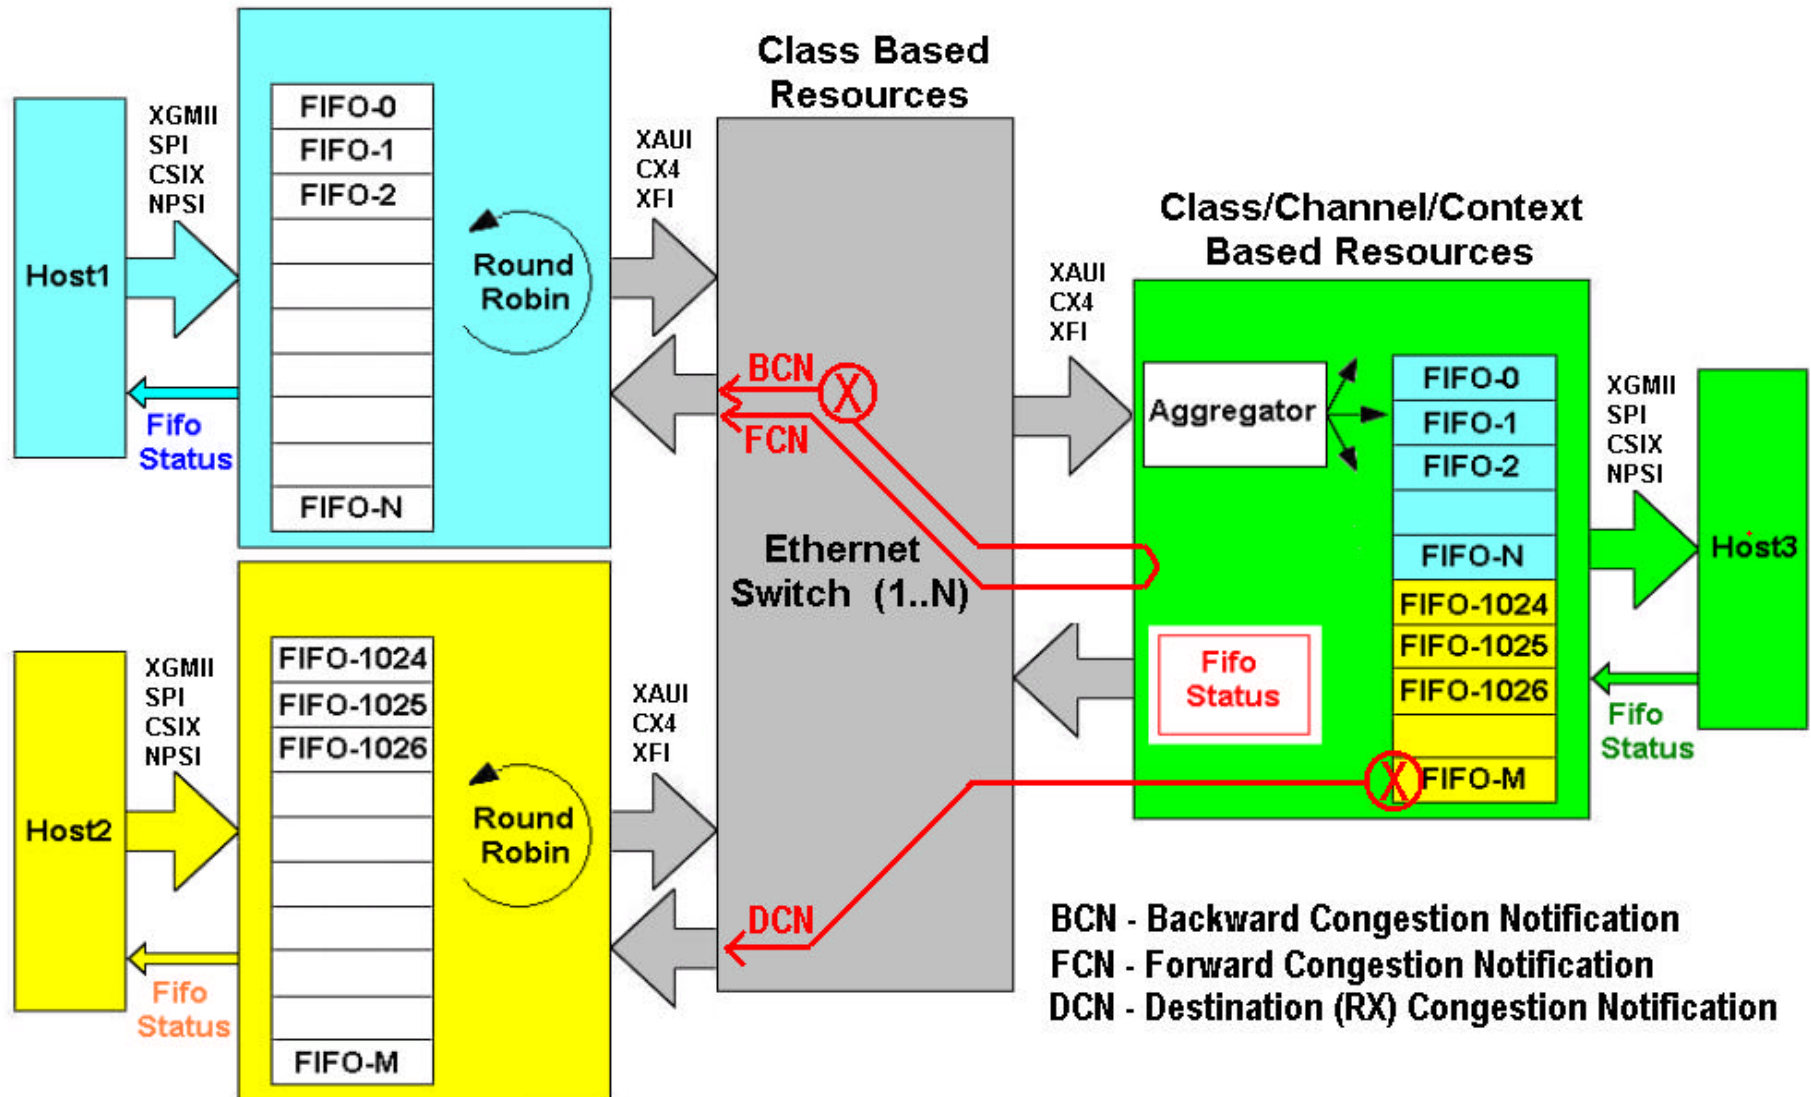 Class Based
Resources
Host1
XGMII
SPI
CSIX
NPSI
Fifo
Status
FIFO-0
FIFO-1
FIFO-2
FIFO-N
Round
Robin
XAUI
CX4
XFI
BCN
X
FCN
Ethernet
Switch (1..N)
DCN
Host2
XGMII
SPI
CSIX
NPSI
Fifo
Status
FIFO-1024
FIFO-1025
FIFO-1026
FIFO-M
Round
Robin
XAUI
CX4
XFI
Class/Channel/Context
Based Resources
XAUI
CX4
XFI
Aggregator
Fifo
Status
FIFO-0
FIFO-1
FIFO-2
FIFO-N
FIFO-1024
FIFO-1025
FIFO-1026
X
FIFO-M
XGMII
SPI
CSIX
NPSI
Host3
Fifo
Status
BCN - Backward Congestion Notification
FCN - Forward Congestion Notification
DCN - Destination (RX) Congestion Notification